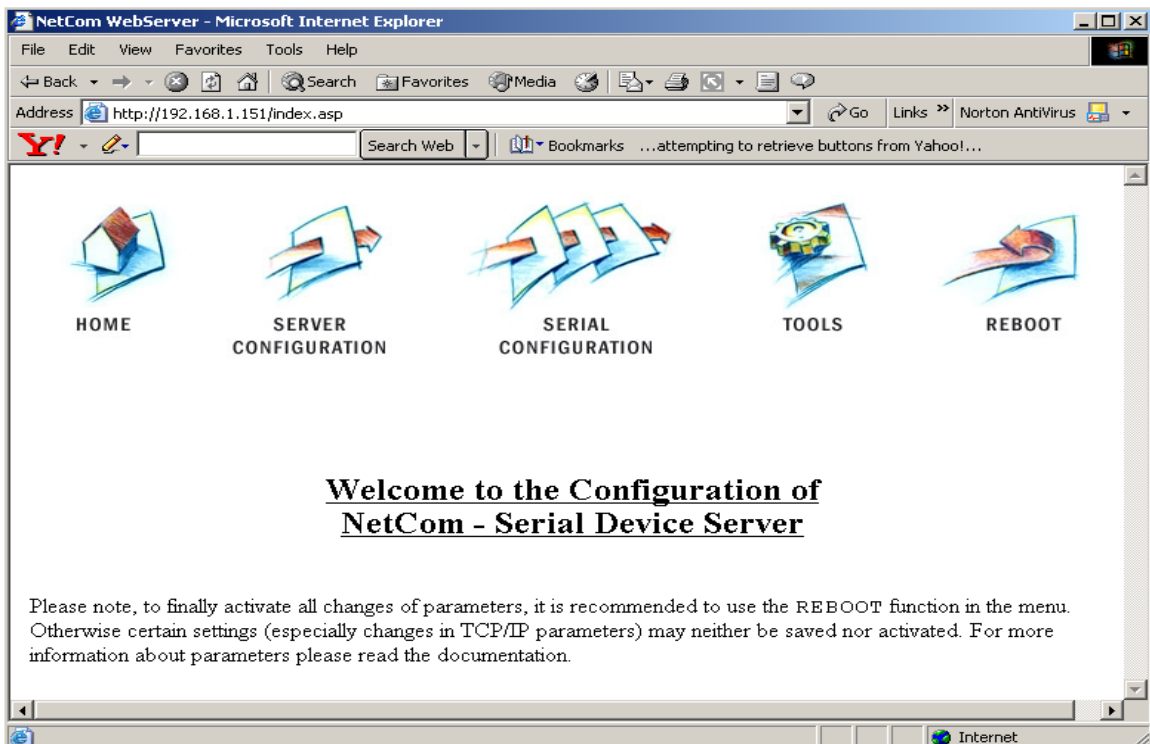 NetCom WebServer - Microsoft Internet Explorer
File Edit View Favorites Tools Help
Back Search Favorites Media
Address http://192.168.1.151/index.asp Go Links » Norton AntiVirus
Y! Search Web Bookmarks ...attempting to retrieve buttons from Yahoo!...
HOME SERVER CONFIGURATION SERIAL CONFIGURATION TOOLS REBOOT
Welcome to the Configuration of
NetCom - Serial Device Server
Please note, to finally activate all changes of parameters, it is recommended to use the REBOOT function in the menu.
Otherwise certain settings (especially changes in TCP/IP parameters) may neither be saved nor activated. For more
information about parameters please read the documentation.
Internet